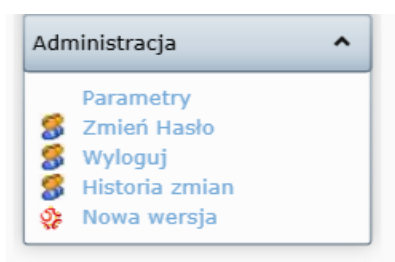 Administracja
Parametry
Zmień Hasło
Wyloguj
Historia zmian
Nowa wersja